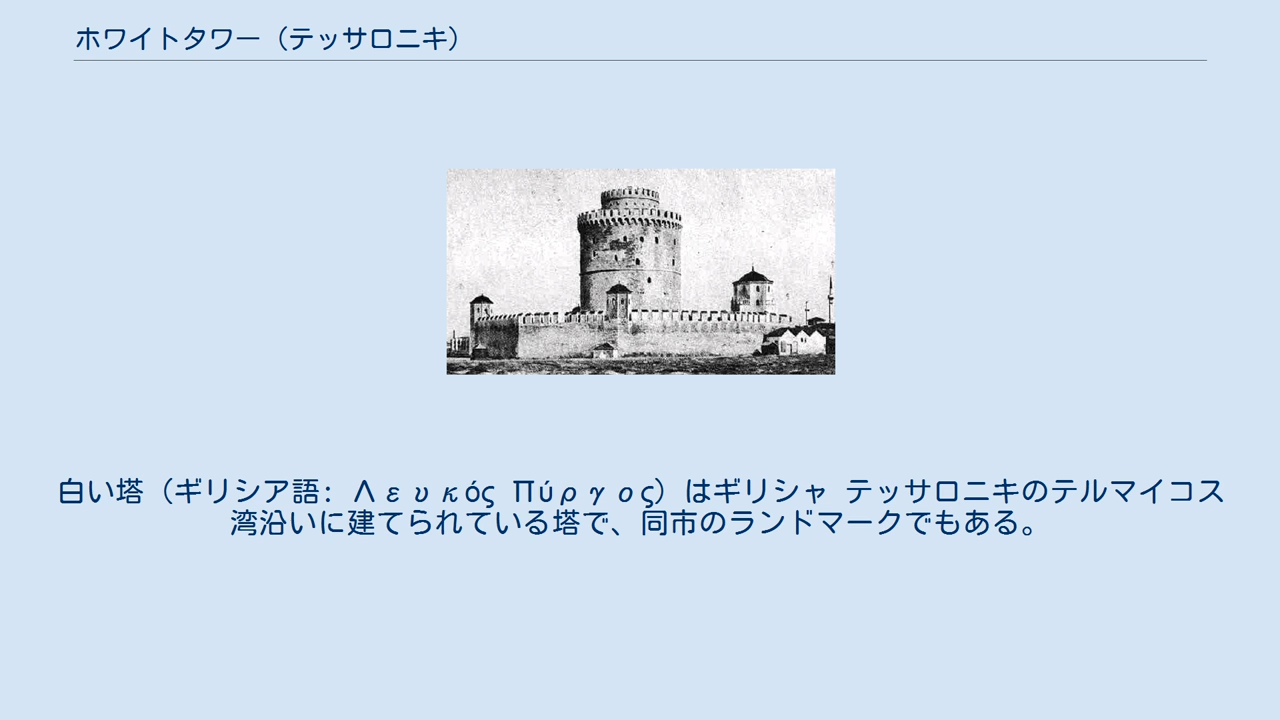 ホワイトタワー（テッサロニキ）
白い塔（ギリシア語: Λευκός Πύργος）はギリシャ テッサロニキのテルマイコス
湾沿いに建てられている塔で、同市のランドマークでもある。